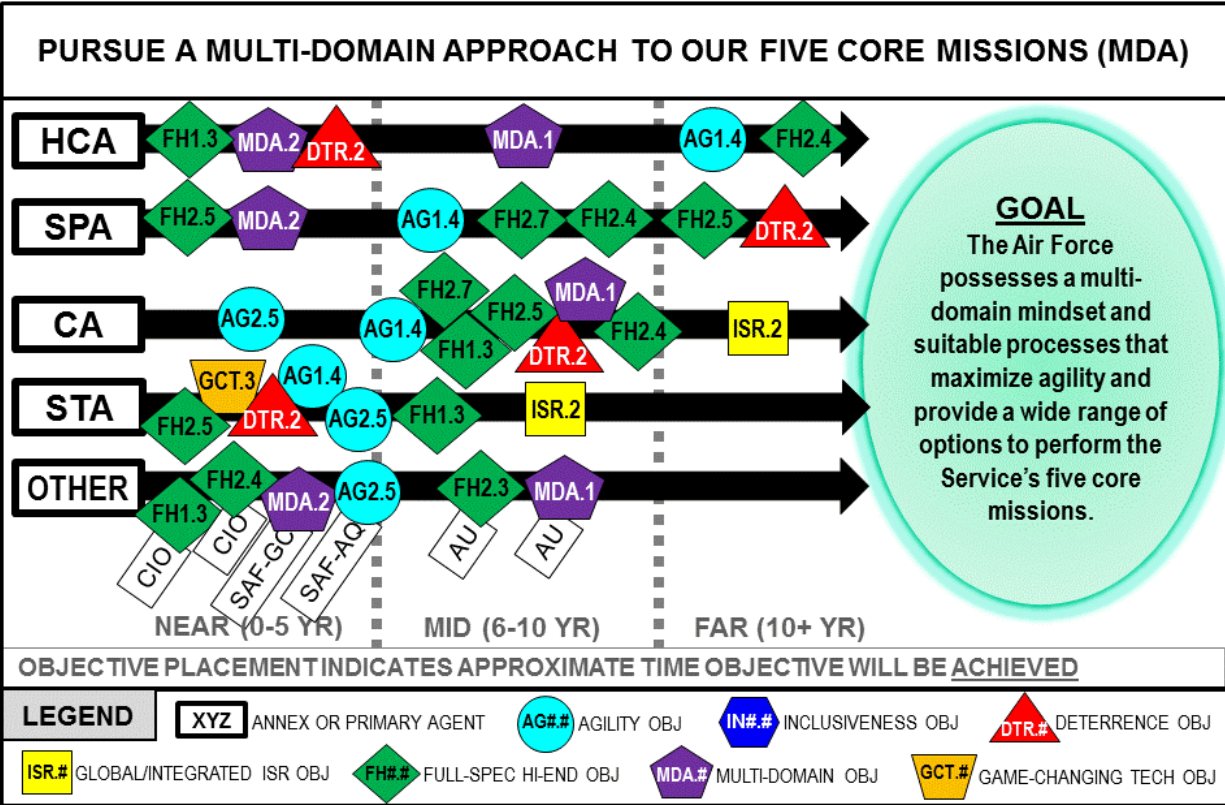 PURSUE A MULTI-DOMAIN APPROACH TO OUR FIVE CORE MISSIONS (MDA)
HCA
FH1.3
MDA.2
DTR.2
MDA.1
AG1.4
FH2.4
SPA
FH2.5
MDA.2
AG1.4
FH2.7
FH2.4
FH2.5
DTR.2
CA
AG2.5
AG1.4
FH2.7
FH1.3
FH2.5
DTR.2
MDA.1
FH2.4
ISR.2
STA
FH2.5
GCT.3
DTR.2
AG1.4
AG2.5
FH1.3
ISR.2
OTHER
FH1.3
FH2.4
MDA.2
AG2.5
FH2.3
MDA.1
CIO
CIO
SAF-GC
SAF-AQ
AU
AU
NEAR (0-5 YR)
MID (6-10 YR)
FAR (10+ YR)
GOAL
The Air Force
possesses a multi-
domain mindset and
suitable processes that
maximize agility and
provide a wide range of
options to perform the
Service's five core
missions.
OBJECTIVE PLACEMENT INDICATES APPROXIMATE TIME OBJECTIVE WILL BE ACHIEVED
LEGEND
XYZ ANNEX OR PRIMARY AGENT
AG#.# AGILITY OBJ
IN#.# INCLUSIVENESS OBJ
DTR.# DETERRENCE OBJ
ISR.# GLOBAL/INTEGRATED ISR OBJ
FH#.# FULL-SPEC HI-END OBJ
MDA.# MULTI-DOMAIN OBJ
GCT.# GAME-CHANGING TECH OBJ